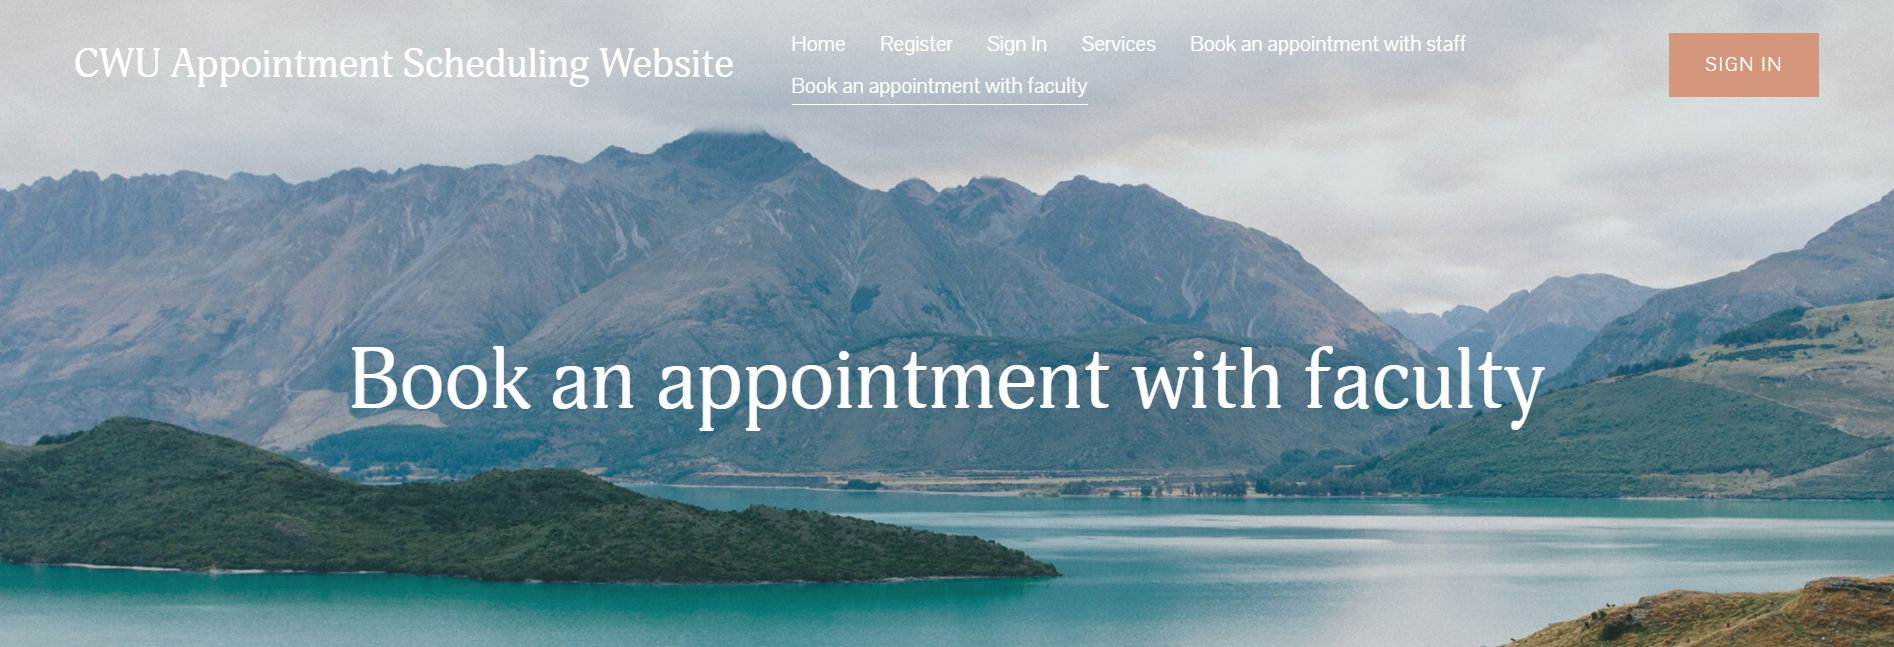 CWU Appointment Scheduling Website
Home Register Sign In Services Book an appointment with staff
Book an appointment with faculty
SIGN IN
Book an appointment with faculty